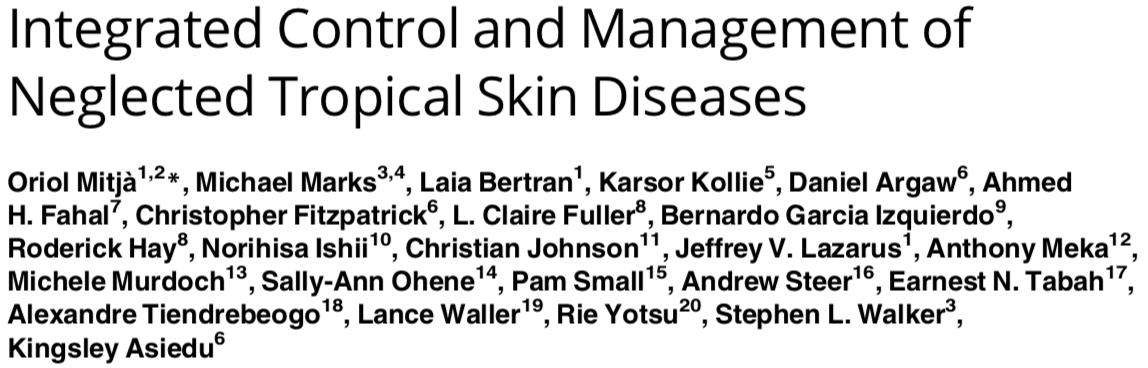 Integrated Control and Management of
Neglected Tropical Skin Diseases
Oriol Mitjà1,2*, Michael Marks3,4, Laia Bertran1, Karsor Kollie5, Daniel Argaw6, Ahmed
H. Fahal7, Christopher Fitzpatrick6, L. Claire Fuller8, Bernardo Garcia Izquierdo9,
Roderick Hay8, Norihisa Ishii10, Christian Johnson11, Jeffrey V. Lazarus1, Anthony Meka12,
Michele Murdoch13, Sally-Ann Ohene14, Pam Small15, Andrew Steer16, Earnest N. Tabah17,
Alexandre Tiendrebeogo18, Lance Waller19, Rie Yotsu20, Stephen L. Walker3,
Kingsley Asiedu6